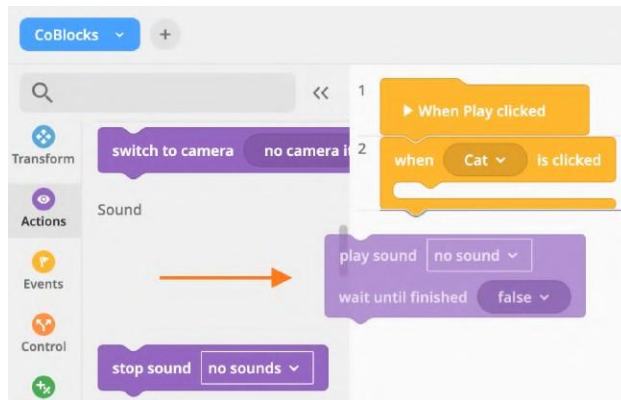 CoBlocks
+
1
When Play clicked
Transform
switch to camera no camera i
2
when Cat is clicked
Actions
Sound
Events
play sound no sound
wait until finished false
Control
stop sound no sounds